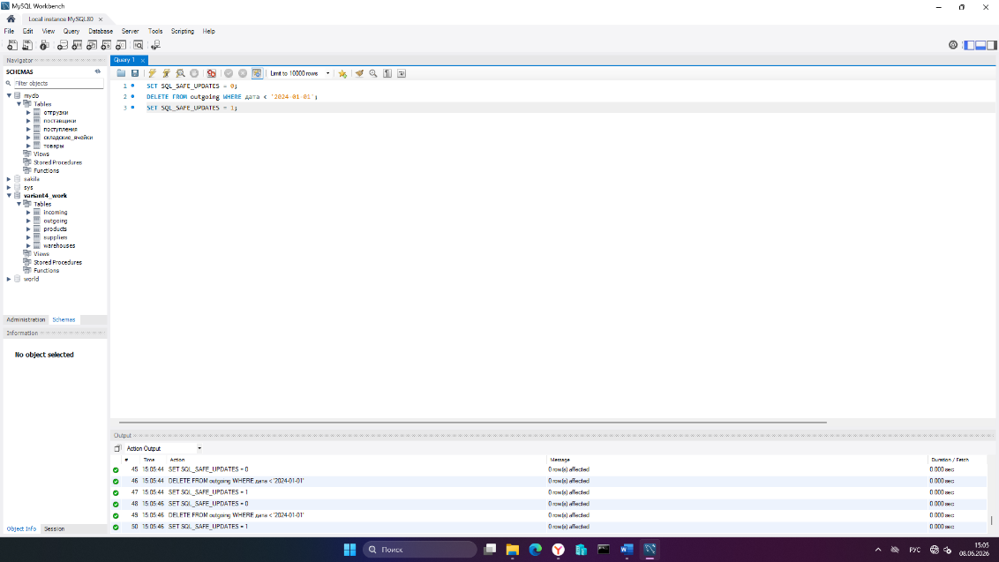 MySQL Workbench
Local instance MySQL80 ×
File Edit View Query Database Server Tools Scripting Help
Navigator
SCHEMAS
Filter objects
mydb
Tables
отгрузки
поставщики
поступления
складские_ячейки
товары
Views
Stored Procedures
Functions
sakila
sys
variant4_work
Tables
incoming
outgoing
products
suppliers
warehouses
Views
Stored Procedures
Functions
world
Administration Schemas
Information
No object selected
Object Info Session
Query 1 ×
Limit to 10000 rows
1 SET SQL_SAFE_UPDATES = 0;
2 DELETE FROM outgoing WHERE дата < '2024-01-01';
3 SET SQL_SAFE_UPDATES = 1;
Output
Action Output
# Time Action Message Duration / Fetch
45 15:05:44 SET SQL_SAFE_UPDATES = 0 0 row(s) affected 0.000 sec
46 15:05:44 DELETE FROM outgoing WHERE дата < '2024-01-01' 0 row(s) affected 0.000 sec
47 15:05:44 SET SQL_SAFE_UPDATES = 1 0 row(s) affected 0.000 sec
48 15:05:46 SET SQL_SAFE_UPDATES = 0 0 row(s) affected 0.000 sec
49 15:05:46 DELETE FROM outgoing WHERE дата < '2024-01-01' 0 row(s) affected 0.000 sec
50 15:05:46 SET SQL_SAFE_UPDATES = 1 0 row(s) affected 0.000 sec
Поиск
РУС
15:05
08.06.2026